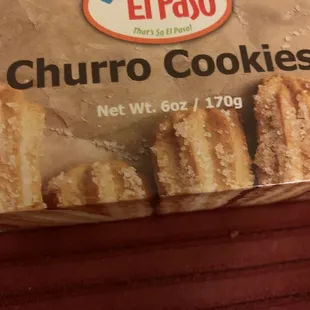 El Paso
That's So El Paso!
Churro Cookies
Net Wt. 6oz / 170g